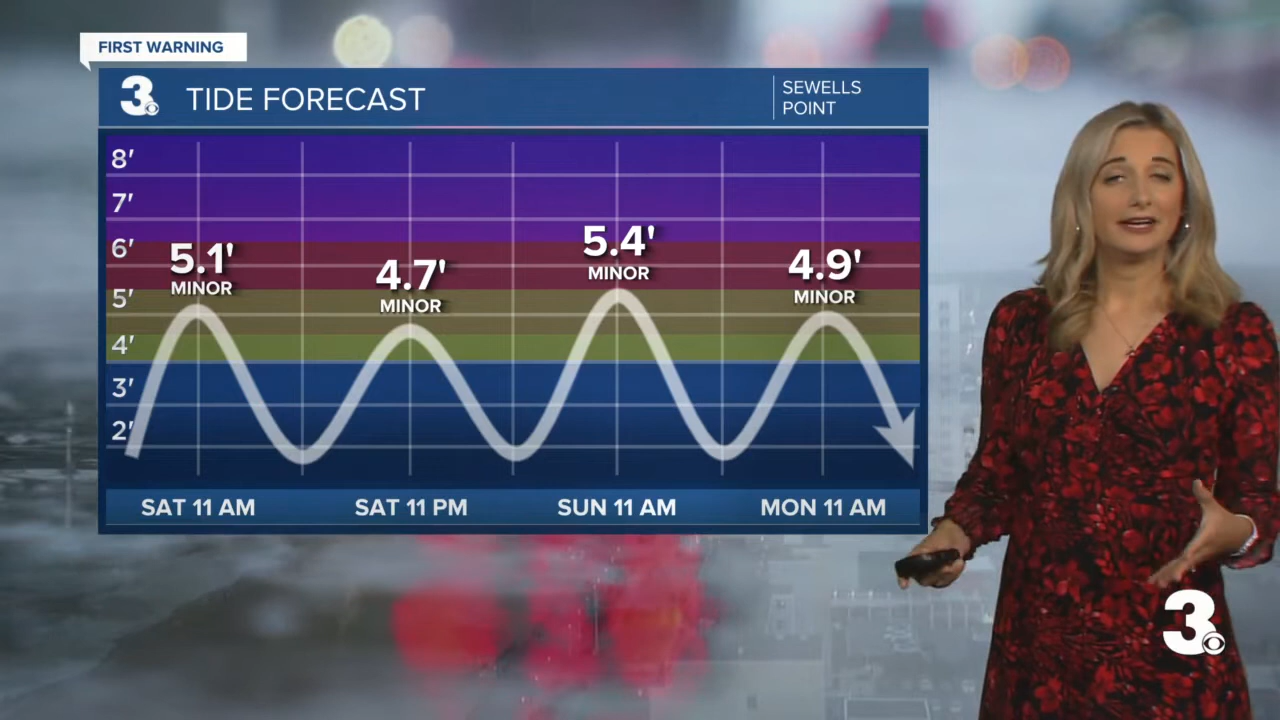 FIRST WARNING
3 TIDE FORECAST
SEWELLS
POINT
8'
7'
6'
5'
4'
3'
2'
5.1'
MINOR
4.7'
MINOR
5.4'
MINOR
4.9'
MINOR
SAT 11 AM SAT 11 PM SUN 11 AM MON 11 AM
3